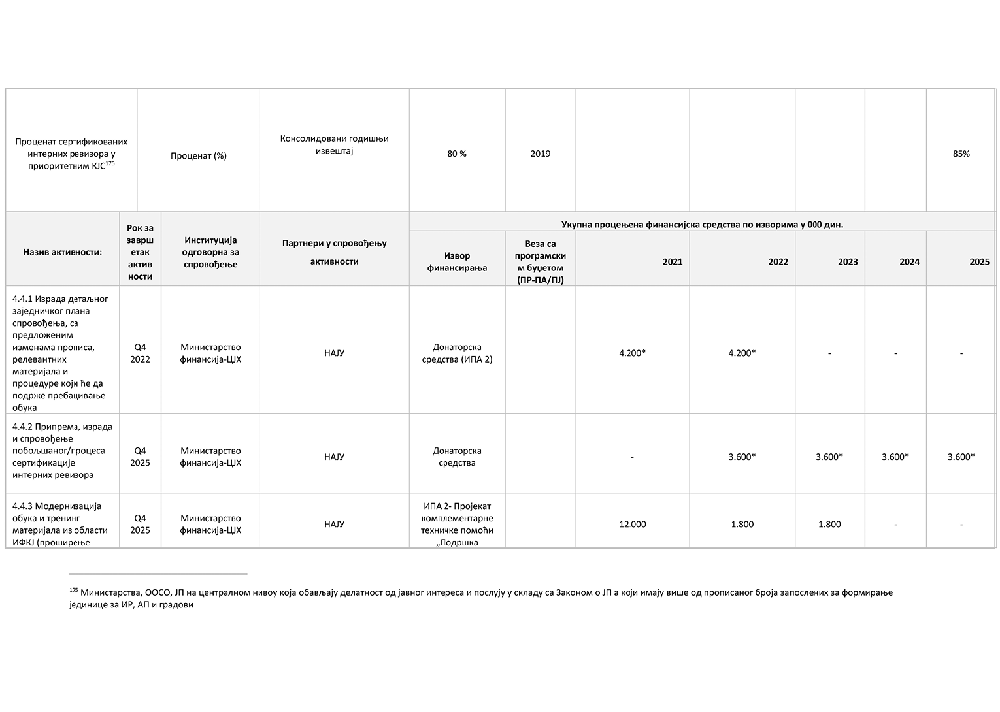 Проценат сертификованих
интерних ревизора у
приоритетним КЈС175
Проценат (%)
Консолидовани годишњи
извештај
80 %
2019
85%
Назив активности:
Рок за
заврш
етак
актив
ности
Институција
одговорна за
спровођење
Партнери у спровођењу
активности
Укупна процењена финансијска средства по изворима у 000 дин.
Извор
финансирања
Веза са
програмски
м буџетом
(ПР-ПА/ПЈ)
2021
2022
2023
2024
2025
4.4.1 Израда детаљног
заједничког плана
спровођења, са
предложеним
изменама прописа,
релевантних
материјала и
процедуре који ће да
подрже пребацивање
обука
Q4
2022
Министарство
финансија-ЦЈХ
НАЈУ
Донаторска
средства (ИПА 2)
4.200*
4.200*
-
-
-
4.4.2 Припрема, израда
и спровођење
побољшаног/процеса
сертификације
интерних ревизора
Q4
2025
Министарство
финансија-ЦЈХ
НАЈУ
Донаторска
средства
-
3.600*
3.600*
3.600*
3.600*
4.4.3 Модернизација
обука и тренинг
материјала из области
ИФКЈ (проширење
Q4
2025
Министарство
финансија-ЦЈХ
НАЈУ
ИПА 2- Пројекат
комплементарне
техничке помоћи
„Подршка
12.000
1.800
1.800
-
-
175 Министарства, ООСО, ЈП на централном нивоу која обављају делатност од јавног интереса и послују у складу са Законом о ЈП а који имају више од прописаног броја запослених за формирање
јединице за ИР, АП и градови